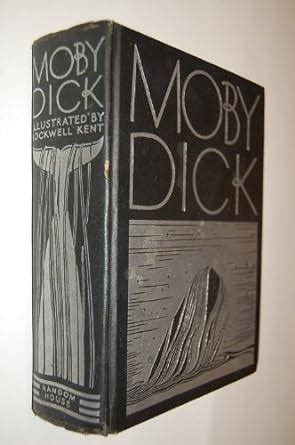 MOBY
DICK
ILLUSTRATED BY
ROCKWELL KENT
RANDOM
HOUSE
MOBY
DICK